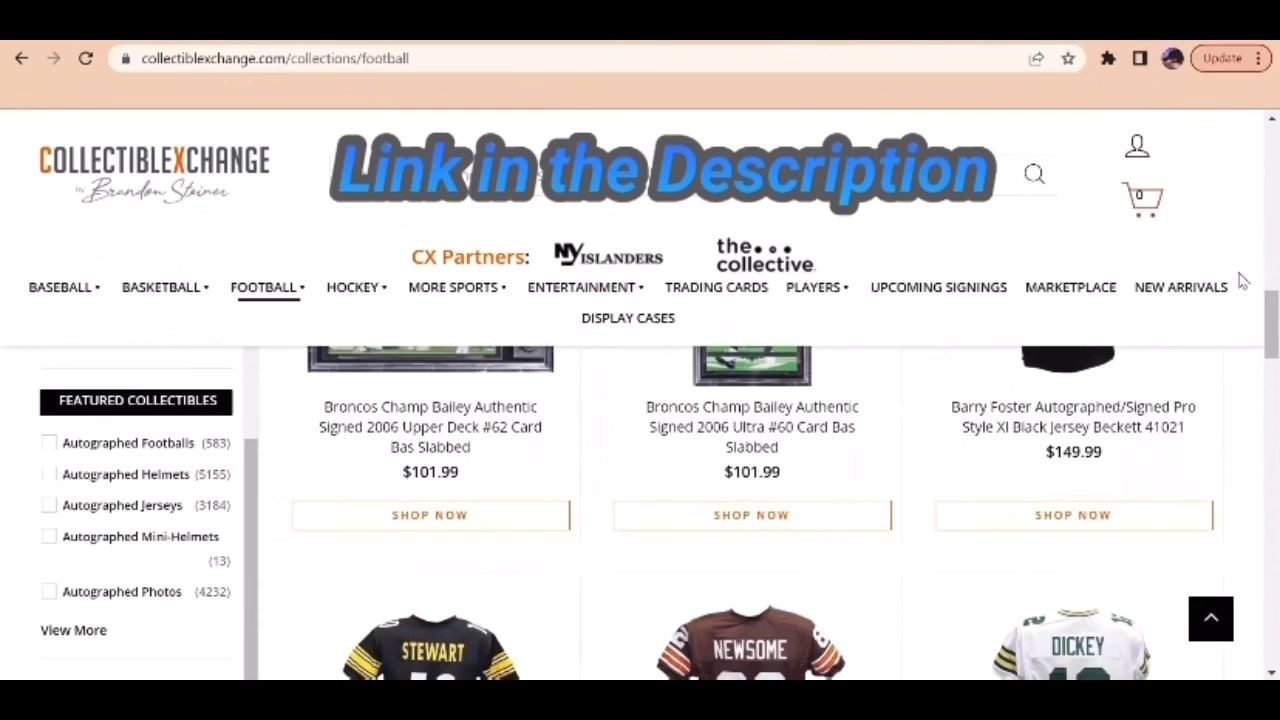 collectiblexchange.com/collections/football
Update
COLLECTIBLEXCHANGE
by Brandon Steiner
Link in the Description
0
CX Partners:
NY ISLANDERS
the...
collective
BASEBALL
BASKETBALL
FOOTBALL
HOCKEY
MORE SPORTS
ENTERTAINMENT
TRADING CARDS
PLAYERS
UPCOMING SIGNINGS
MARKETPLACE
NEW ARRIVALS
DISPLAY CASES
FEATURED COLLECTIBLES
Autographed Footballs (583)
Autographed Helmets (5155)
Autographed Jerseys (3184)
Autographed Mini-Helmets
(13)
Autographed Photos (4232)
View More
Broncos Champ Bailey Authentic
Signed 2006 Upper Deck #62 Card
Bas Slabbed
$101.99
SHOP NOW
Broncos Champ Bailey Authentic
Signed 2006 Ultra #60 Card Bas
Slabbed
$101.99
SHOP NOW
Barry Foster Autographed/Signed Pro
Style XI Black Jersey Beckett 41021
$149.99
SHOP NOW
STEWART
NEWSOME
DICKEY